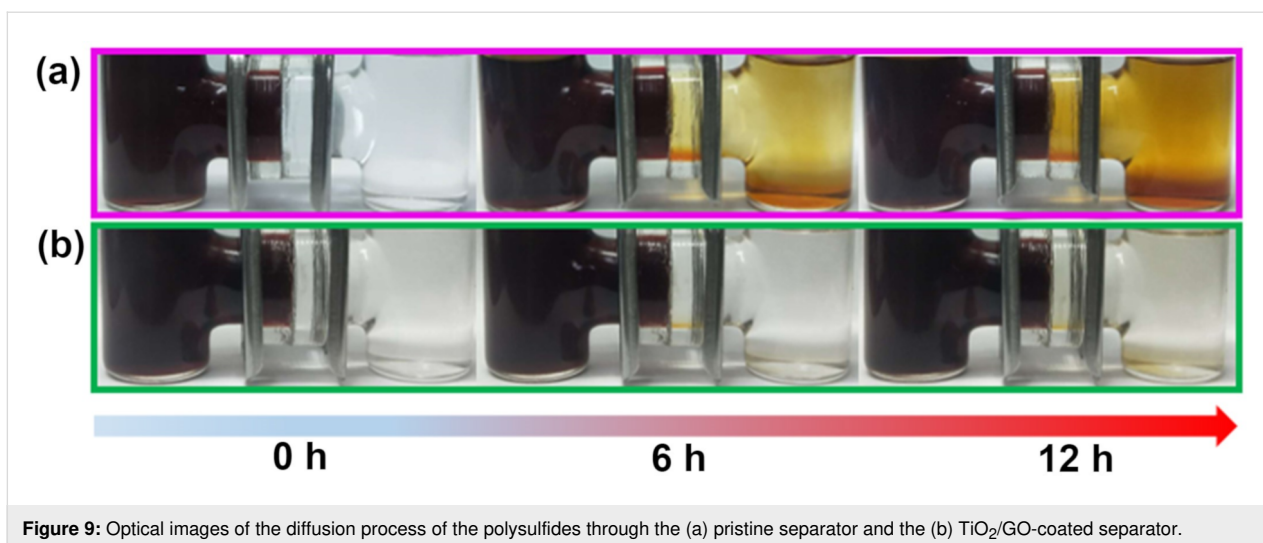 (a)
(b)
0 h 6 h 12 h
Figure 9: Optical images of the diffusion process of the polysulfides through the (a) pristine separator and the (b) TiO₂/GO-coated separator.